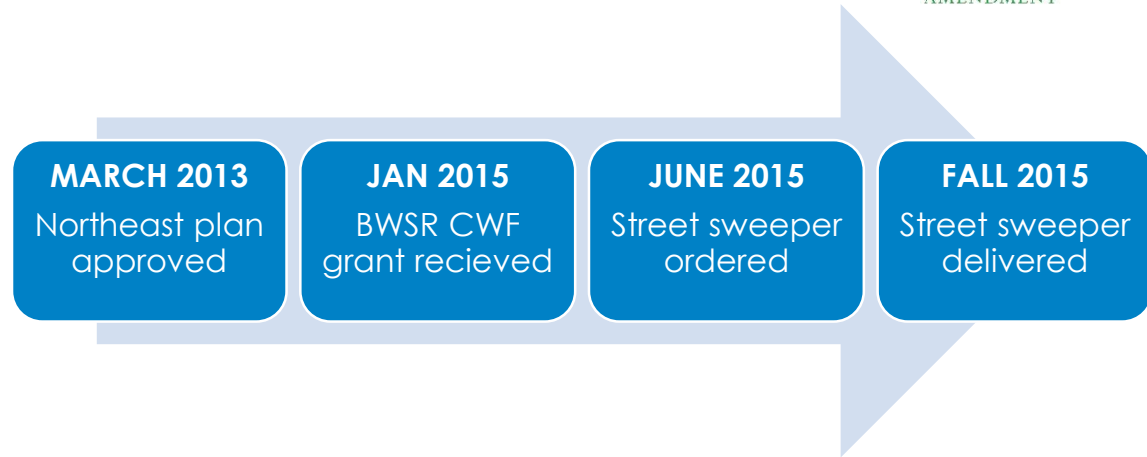 AMENDMENT
MARCH 2013
Northeast plan
approved
JAN 2015
BWSR CWF
grant recieved
JUNE 2015
Street sweeper
ordered
FALL 2015
Street sweeper
delivered